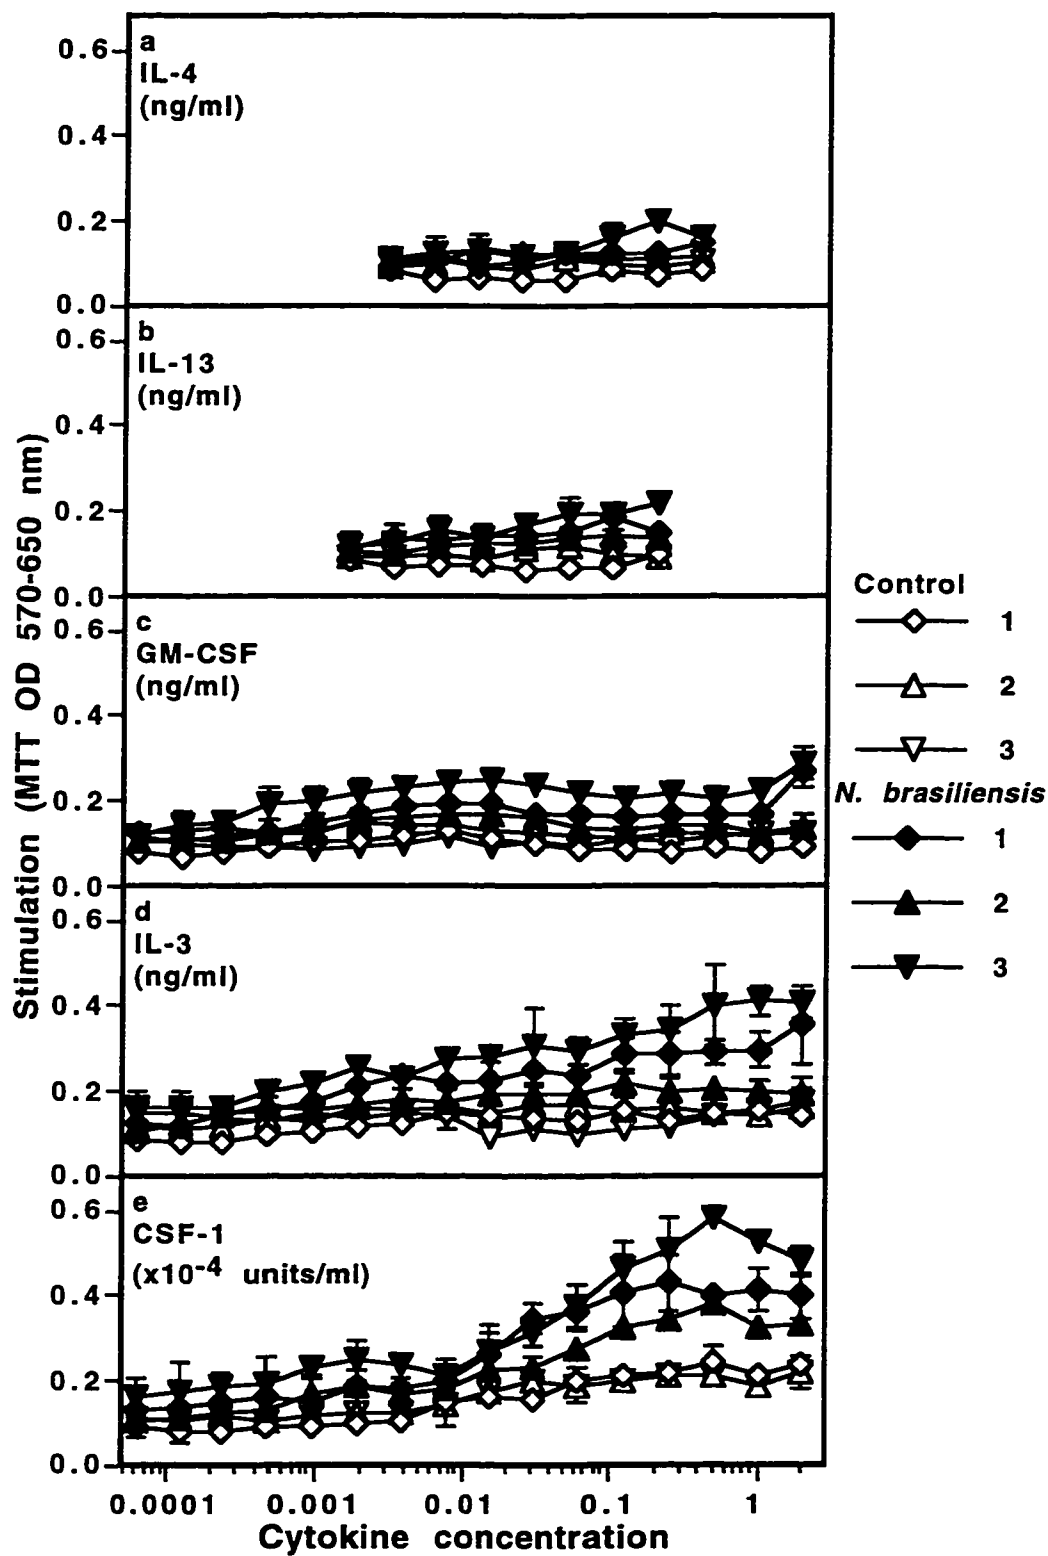 Stimulation (MTT OD 570-650 nm)
a
IL-4
(ng/ml)
0.6
0.4
0.2
0.0
b
IL-13
(ng/ml)
0.6
0.4
0.2
0.0
c
GM-CSF
(ng/ml)
0.6
0.4
0.2
0.0
d
IL-3
(ng/ml)
0.6
0.4
0.2
0.0
e
CSF-1
(x10-4 units/ml)
0.6
0.4
0.2
0.0
0.0001 0.001 0.01 0.1 1
Cytokine concentration
Control
1
2
3
N. brasiliensis
1
2
3